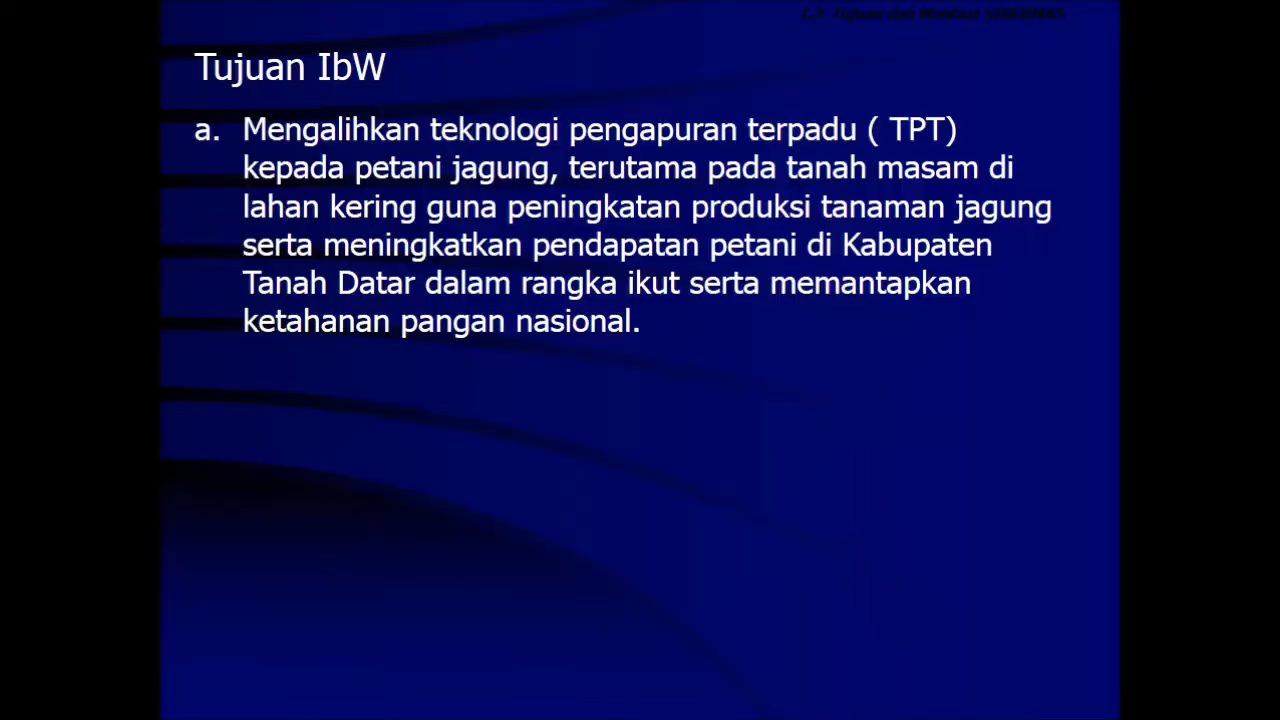 Tujuan IbW
a. Mengalihkan teknologi pengapuran terpadu ( TPT)
kepada petani jagung, terutama pada tanah masam di
lahan kering guna peningkatan produksi tanaman jagung
serta meningkatkan pendapatan petani di Kabupaten
Tanah Datar dalam rangka ikut serta memantapkan
ketahanan pangan nasional.